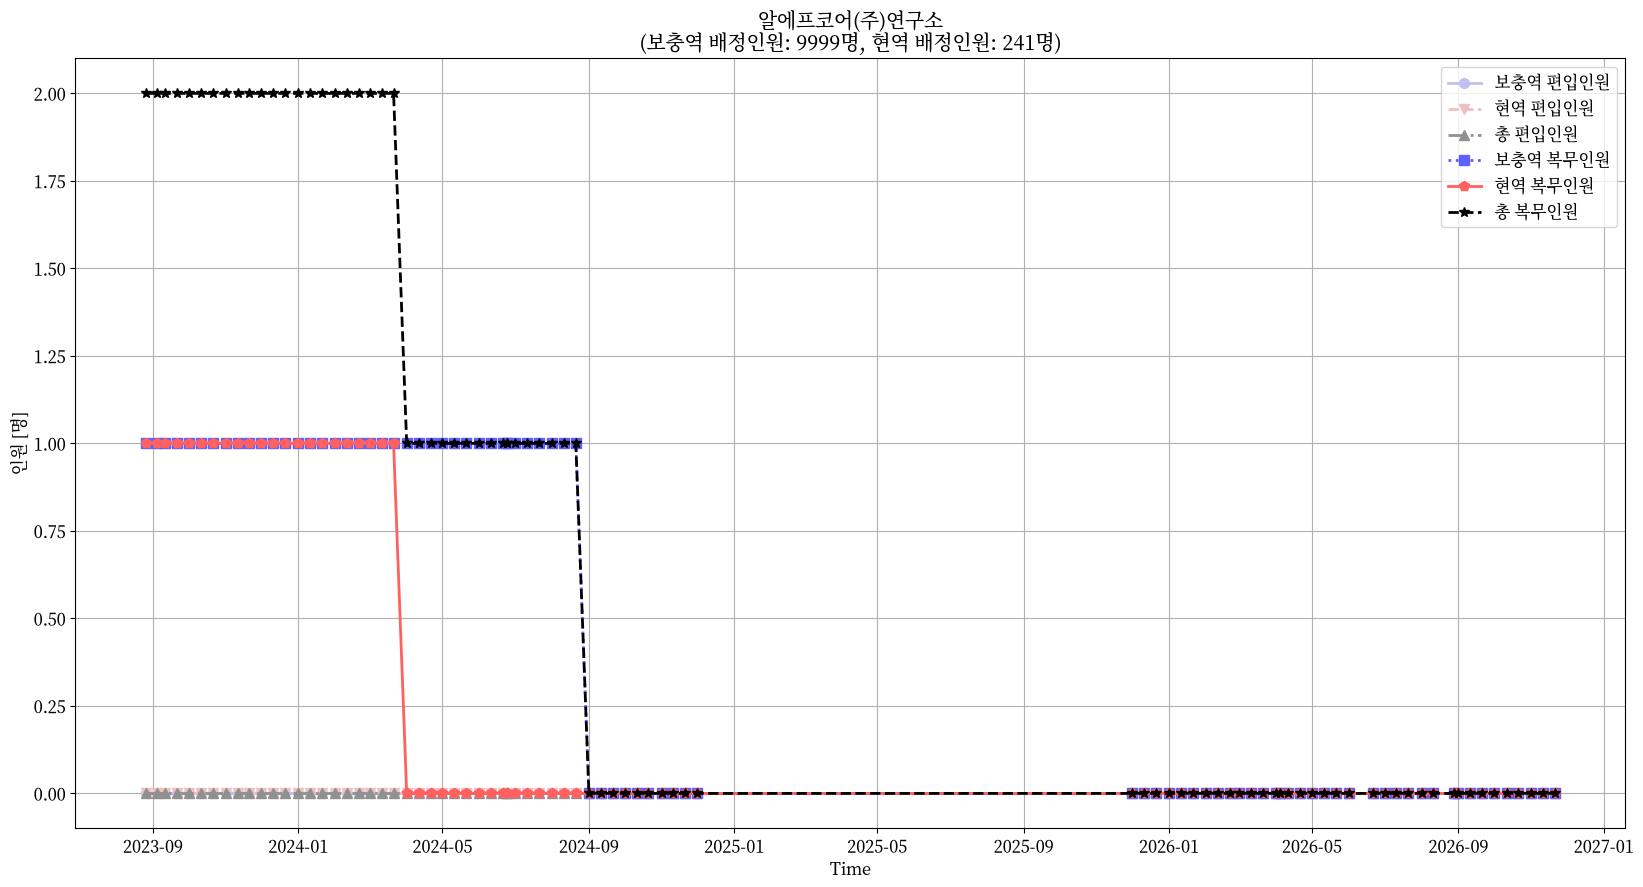 알에프코어(주)연구소
(보충역 배정인원: 9999명, 현역 배정인원: 241명)
보충역 편입인원
현역 편입인원
총 편입인원
보충역 복무인원
현역 복무인원
총 복무인원
인원 [명]
2.00
1.75
1.50
1.25
1.00
0.75
0.50
0.25
0.00
2023-09 2024-01 2024-05 2024-09 2025-01 2025-05 2025-09 2026-01 2026-05 2026-09 2027-01
Time